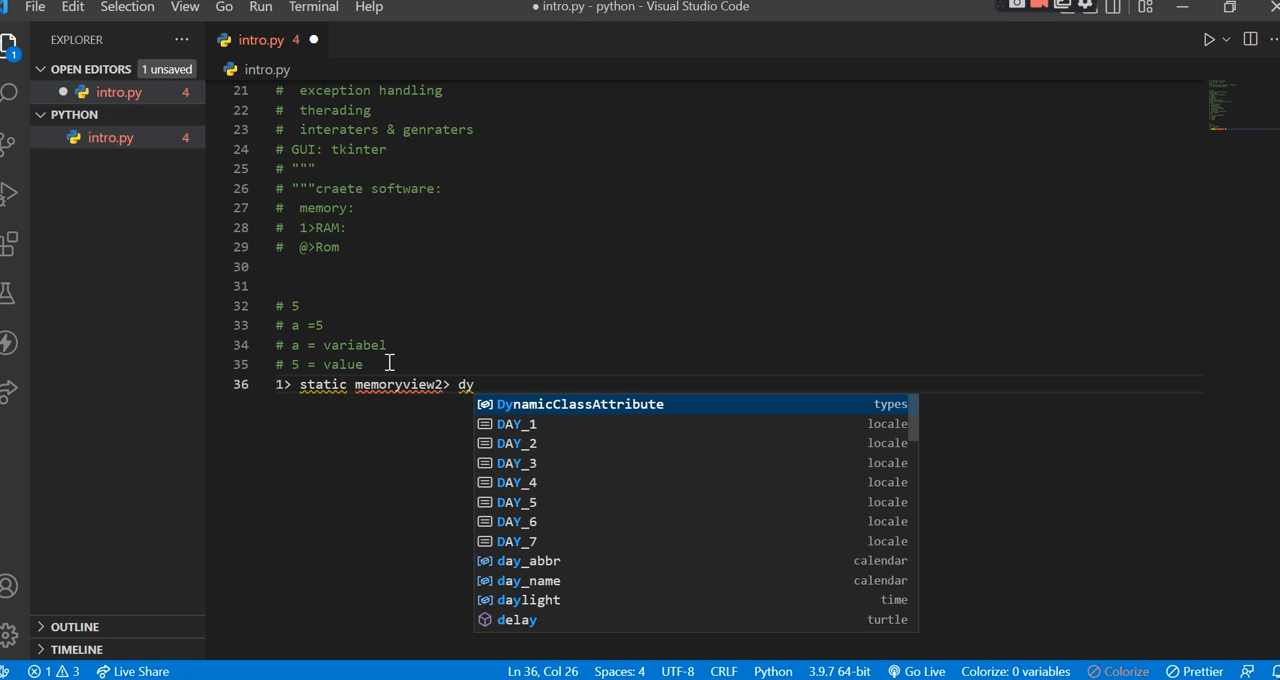 File Edit Selection View Go Run Terminal Help
● intro.py - python - Visual Studio Code
EXPLORER ···
intro.py 4 ●
1
OPEN EDITORS 1 unsaved
intro.py
● intro.py 4
PYTHON
intro.py 4
21 # exception handling
22 # therading
23 # interaters & genraters
24 # GUI: tkinter
25 # """
26 # """craete software:
27 # memory:
28 # 1>RAM:
29 # @>Rom
30
31
32 # 5
33 # a =5
34 # a = variabel
35 # 5 = value
36 1> static memoryview2> dy
DynamicClassAttribute types
DAY_1 locale
DAY_2 locale
DAY_3 locale
DAY_4 locale
DAY_5 locale
DAY_6 locale
DAY_7 locale
day_abbr calendar
day_name calendar
daylight time
delay turtle
OUTLINE
TIMELINE
1 3 Live Share Ln 36, Col 26 Spaces: 4 UTF-8 CRLF Python 3.9.7 64-bit Go Live Colorize: 0 variables Colorize Prettier